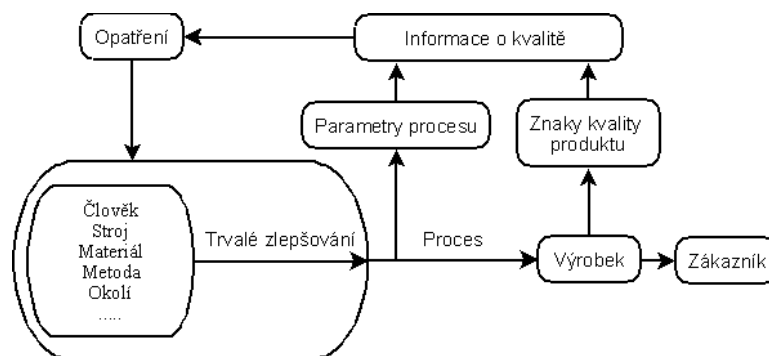 Opatření
Informace o kvalitě
Parametry procesu
Znaky kvality
produktu
Člověk
Stroj
Materiál
Metoda
Okolí
.....
Trvalé zlepšování
Proces
Výrobek
Zákazník